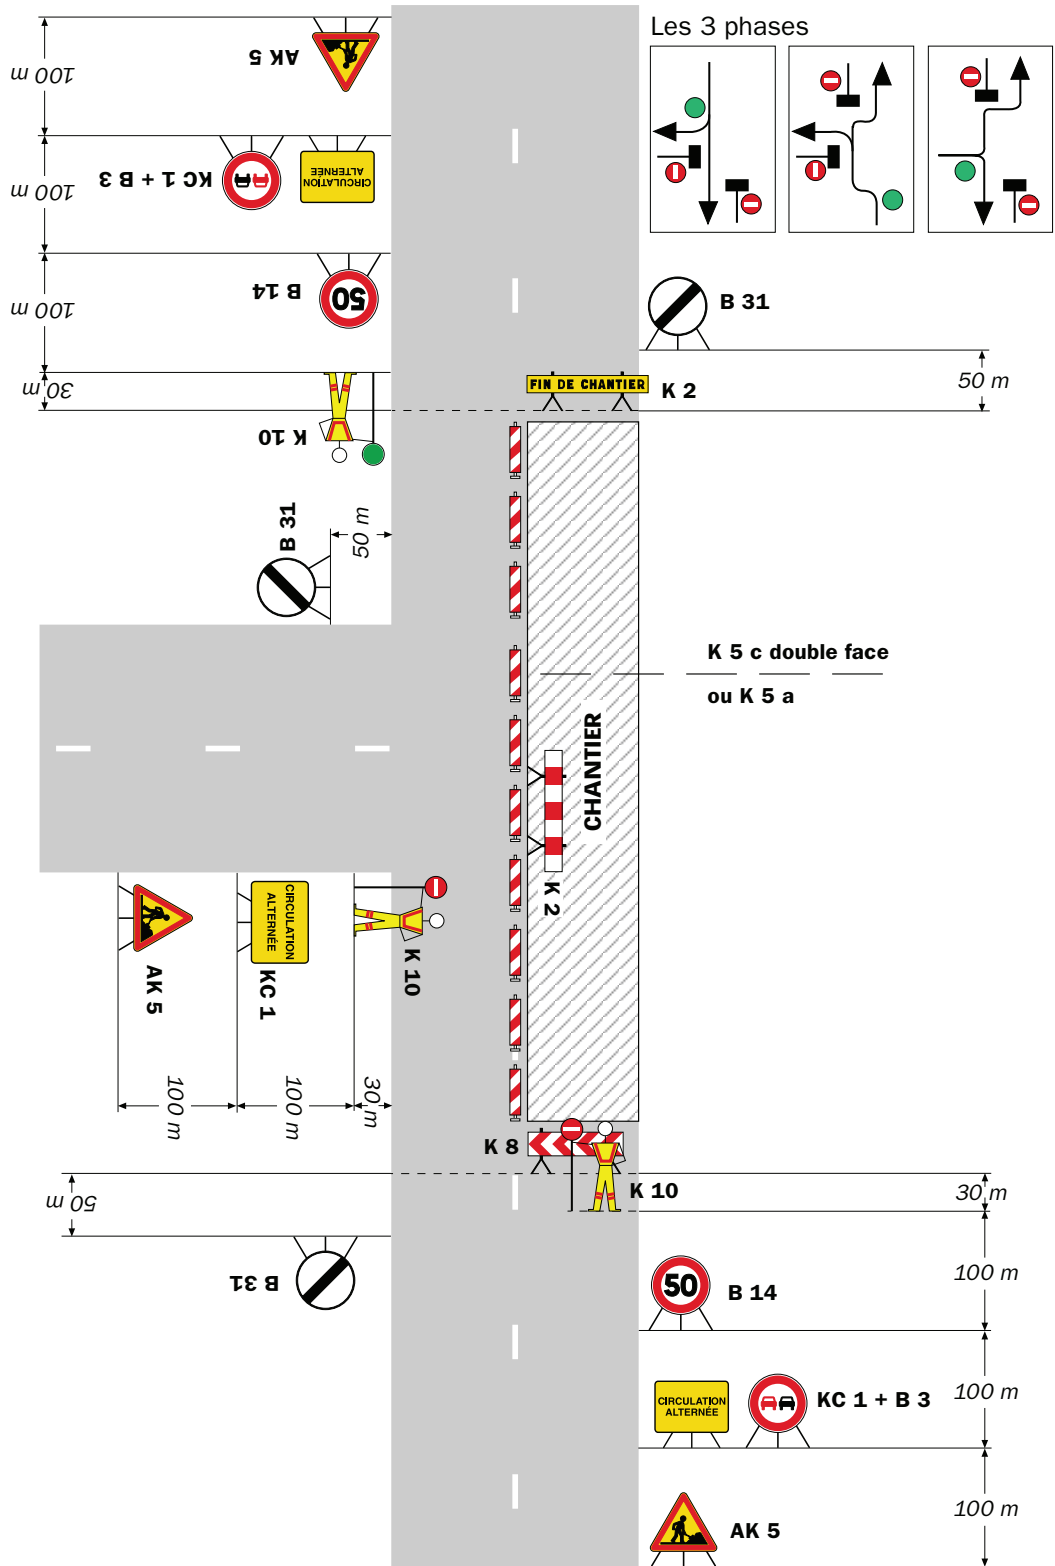 Les 3 phases
AK 5
100 m
KC 1 + B 3
CIRCULATION
ALTERNÉE
100 m
B 14
50
100 m
B 31
50 m
30 m
FIN DE CHANTIER
K 2
K 10
B 31
50 m
K 5 c double face
ou K 5 a
CHANTIER
K 2
AK 5
CIRCULATION
ALTERNÉE
KC 1
K 10
100 m
100 m
30 m
K 8
K 10
30 m
50 m
B 31
100 m
50
B 14
CIRCULATION
ALTERNÉE
KC 1 + B 3
100 m
AK 5
100 m